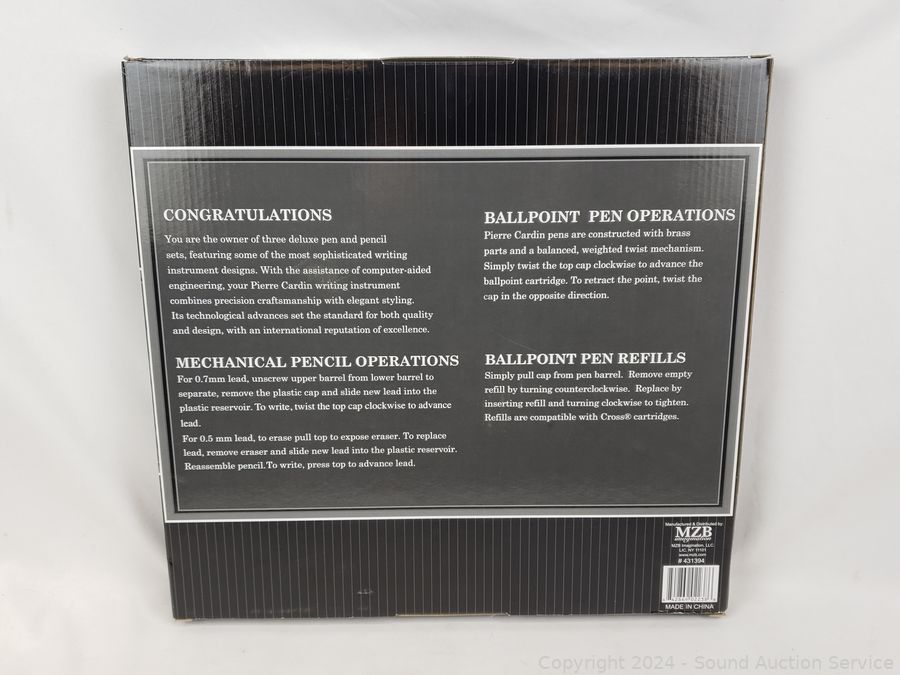 CONGRATULATIONS
You are the owner of three deluxe pen and pencil
sets, featuring some of the most sophisticated writing
instrument designs. With the assistance of computer-aided
engineering, your Pierre Cardin writing instrument
combines precision craftsmanship with elegant styling.
Its technological advances set the standard for both quality
and design, with an international reputation of excellence.
MECHANICAL PENCIL OPERATIONS
For 0.7mm lead, unscrew upper barrel from lower barrel to
separate, remove the plastic cap and slide new lead into the
plastic reservoir. To write, twist the top cap clockwise to advance
lead.
For 0.5 mm lead, to erase pull top to expose eraser. To replace
lead, remove eraser and slide new lead into the plastic reservoir.
Reassemble pencil.To write, press top to advance lead.
BALLPOINT PEN OPERATIONS
Pierre Cardin pens are constructed with brass
parts and a balanced, weighted twist mechanism.
Simply twist the top cap clockwise to advance the
ballpoint cartridge. To retract the point, twist the
cap in the opposite direction.
BALLPOINT PEN REFILLS
Simply pull cap from pen barrel. Remove empty
refill by turning counterclockwise. Replace by
inserting refill and turning clockwise to tighten.
Refills are compatible with Cross® cartridges.
Manufactured & Distributed by:
MZB
imagination
MZB Imagination, LLC.
LIC, NY 11101
www.mzb.com
# 431394
MADE IN CHINA
Copyright 2024 - Sound Auction Service